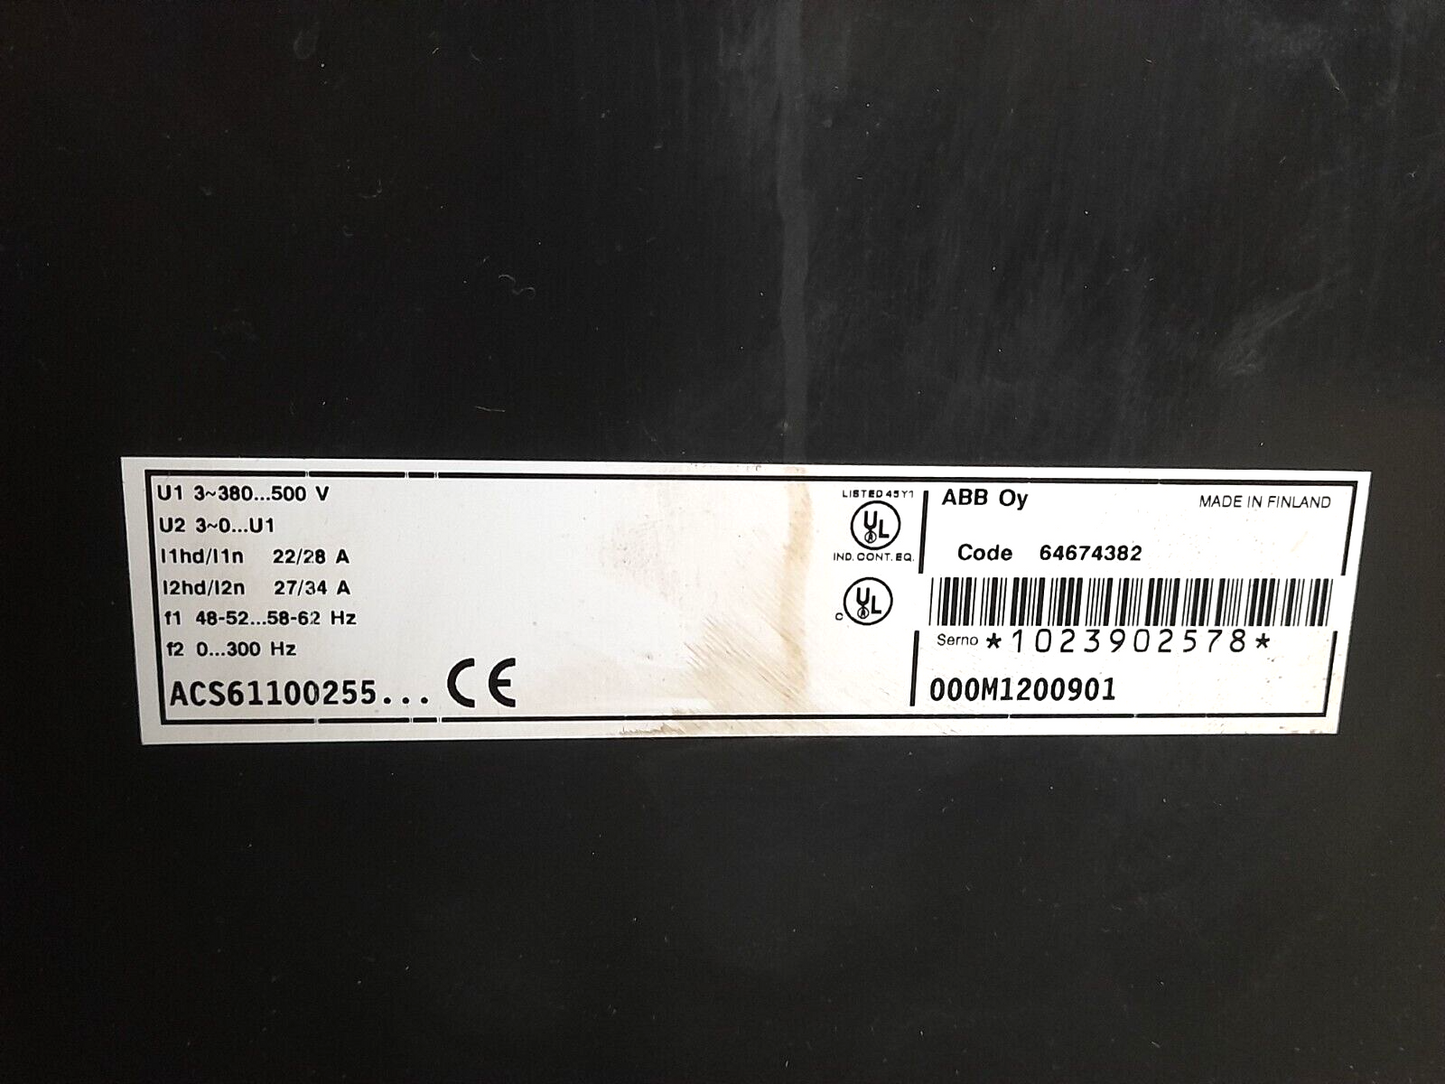 U1 3~380...500 V
U2 3~0...U1
I1hd/I1n 22/28 A
I2hd/I2n 27/34 A
f1 48-52...58-62 Hz
f2 0...300 Hz
ACS61100255... CE
LISTED 45Y1
UL
IND. CONT. EQ.
C UL
ABB Oy MADE IN FINLAND
Code 64674382
Serno *1023902578*
000M1200901